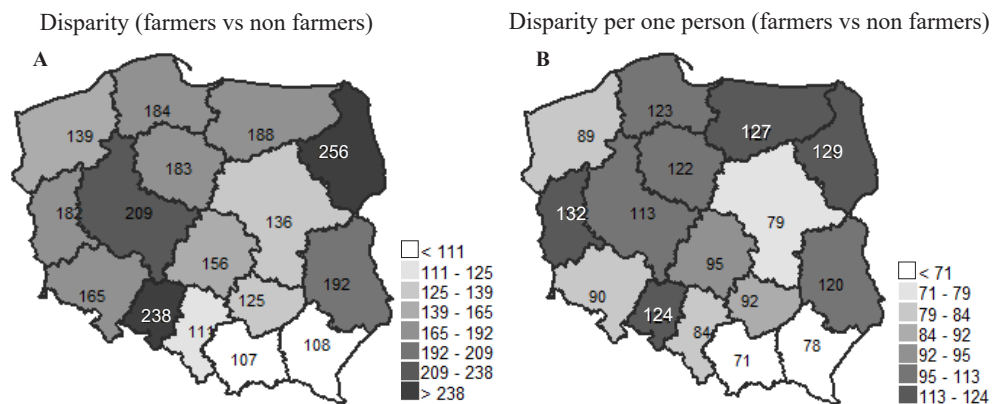 Disparity (farmers vs non farmers)
Disparity per one person (farmers vs non farmers)
A
184
139
188
256
183
182
209
136
156
165
192
125
238
111
107
108
< 111
111 - 125
125 - 139
139 - 165
165 - 192
192 - 209
209 - 238
> 238
B
123
89
127
129
122
132
113
79
95
90
120
92
124
84
71
78
< 71
71 - 79
79 - 84
84 - 92
92 - 95
95 - 113
113 - 124